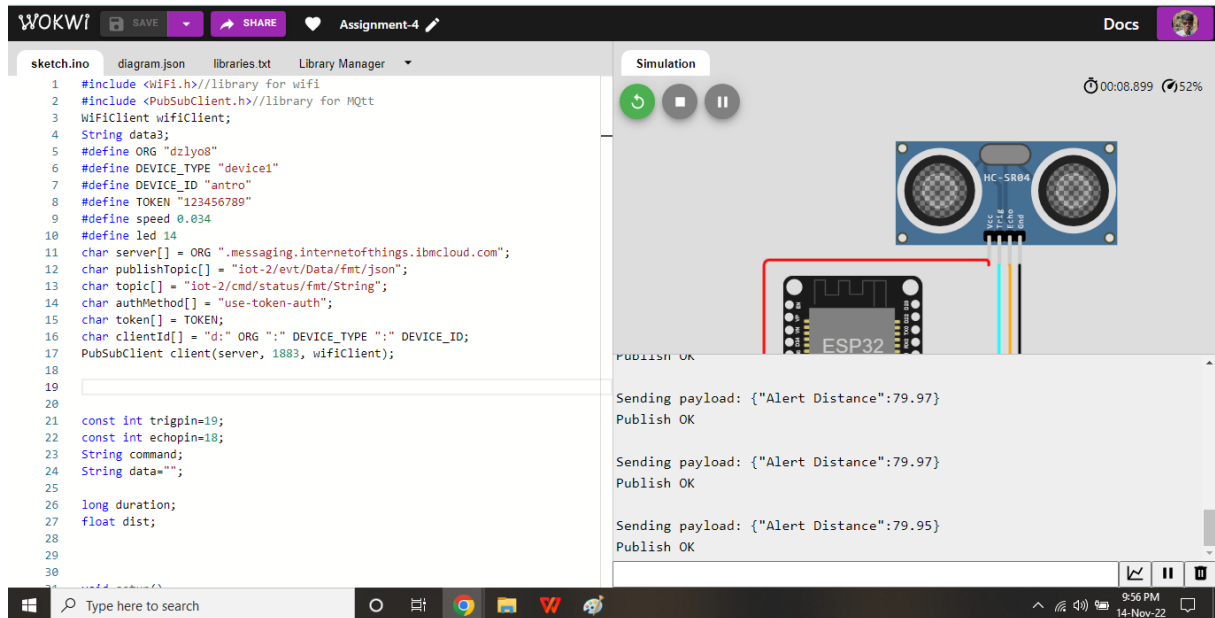 WOKWI SAVE SHARE Assignment-4 Docs
sketch.ino diagram.json libraries.txt Library Manager
1 #include <WiFi.h>//library for wifi
2 #include <PubSubClient.h>//library for MQtt
3 WiFiClient wifiClient;
4 String data3;
5 #define ORG "dzlyo8"
6 #define DEVICE_TYPE "device1"
7 #define DEVICE_ID "antro"
8 #define TOKEN "123456789"
9 #define speed 0.034
10 #define led 14
11 char server[] = ORG ".messaging.internetofthings.ibmcloud.com";
12 char publishTopic[] = "iot-2/evt/Data/fmt/json";
13 char topic[] = "iot-2/cmd/status/fmt/String";
14 char authMethod[] = "use-token-auth";
15 char token[] = TOKEN;
16 char clientId[] = "d:" ORG ":" DEVICE_TYPE ":" DEVICE_ID;
17 PubSubClient client(server, 1883, wifiClient);
18
19
20
21 const int trigpin=19;
22 const int echopin=18;
23 String command;
24 String data="";
25
26 long duration;
27 float dist;
28
29
30
31 void setup()
Simulation
00:08.899 52%
HC-SR04
Vcc
Trig
Echo
Gnd
ESP32
Publish OK
Sending payload: {"Alert Distance":79.97}
Publish OK
Sending payload: {"Alert Distance":79.97}
Publish OK
Sending payload: {"Alert Distance":79.95}
Publish OK
Type here to search
9:56 PM
14-Nov-22